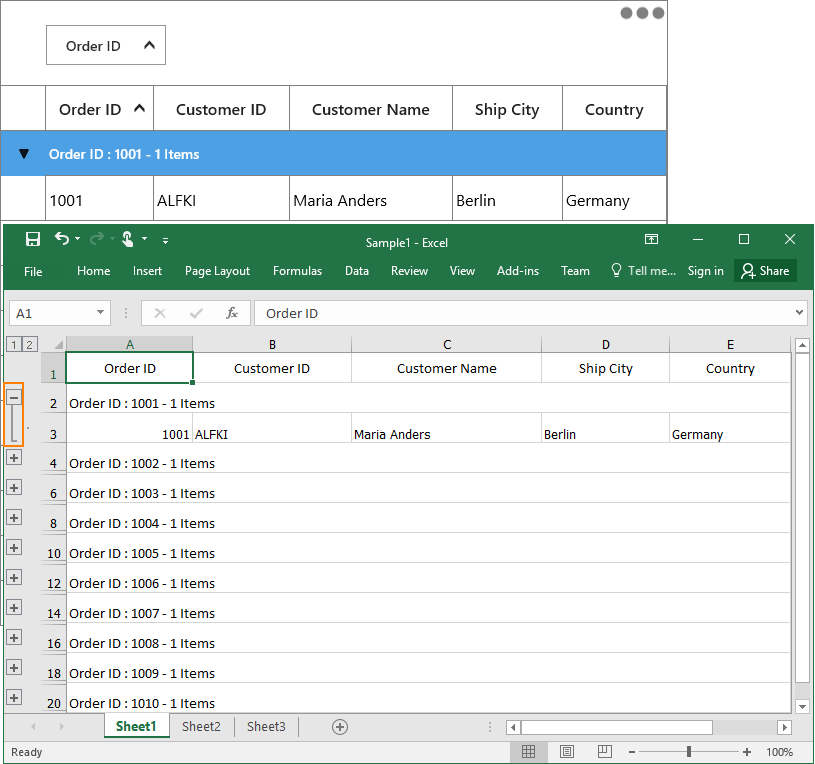 Order ID
Order ID Customer ID Customer Name Ship City Country
Order ID : 1001 - 1 Items
1001 ALFKI Maria Anders Berlin Germany
Sample1 - Excel
File Home Insert Page Layout Formulas Data Review View Add-ins Team Tell me... Sign in Share
A1 fx Order ID
1 2 A B C D E
1 Order ID Customer ID Customer Name Ship City Country
2 Order ID : 1001 - 1 Items
3 1001 ALFKI Maria Anders Berlin Germany
4 Order ID : 1002 - 1 Items
6 Order ID : 1003 - 1 Items
8 Order ID : 1004 - 1 Items
10 Order ID : 1005 - 1 Items
12 Order ID : 1006 - 1 Items
14 Order ID : 1007 - 1 Items
16 Order ID : 1008 - 1 Items
18 Order ID : 1009 - 1 Items
20 Order ID : 1010 - 1 Items
Sheet1 Sheet2 Sheet3
Ready 100%